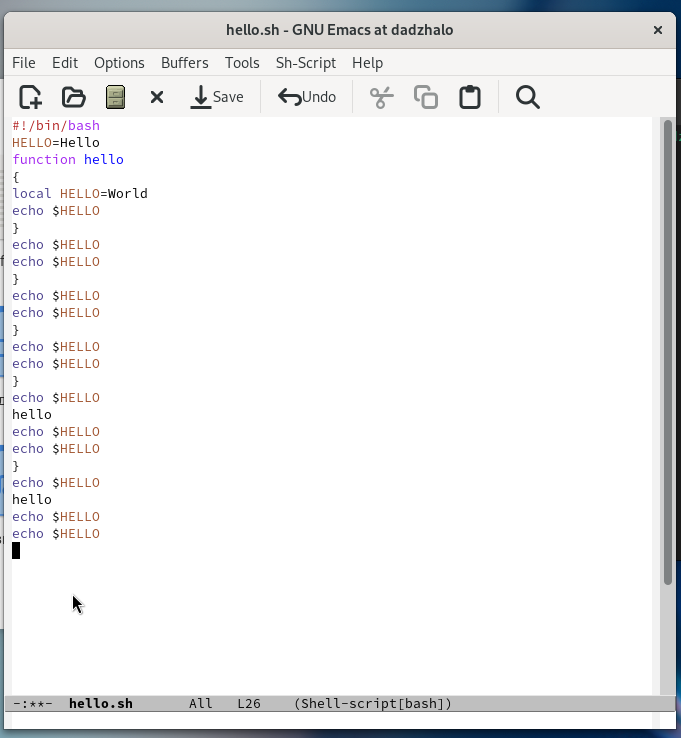 hello.sh - GNU Emacs at dadzhalo
File Edit Options Buffers Tools Sh-Script Help
Save Undo
#!/bin/bash
HELLO=Hello
function hello
{
local HELLO=World
echo $HELLO
}
echo $HELLO
echo $HELLO
}
echo $HELLO
echo $HELLO
}
echo $HELLO
echo $HELLO
}
echo $HELLO
hello
echo $HELLO
echo $HELLO
}
echo $HELLO
hello
echo $HELLO
echo $HELLO
-:**- hello.sh All L26 (Shell-script[bash])